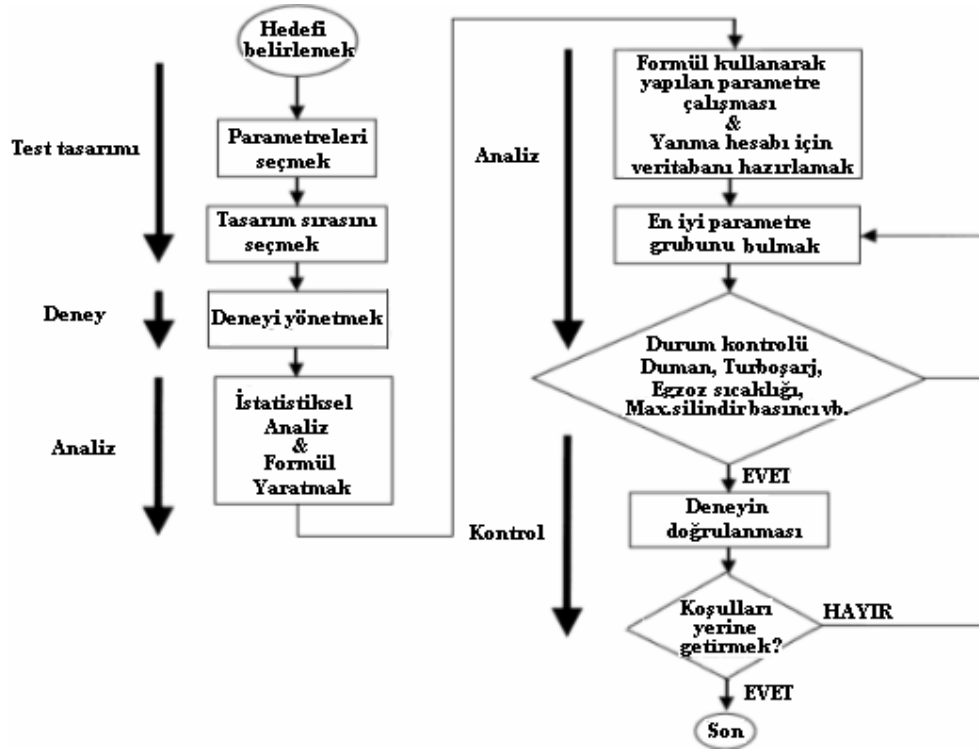 Hedefi
belirlemek
Test tasarımı
Parametreleri
seçmek
Tasarım sırasını
seçmek
Deney
Deneyi yönetmek
Analiz
İstatistiksel
Analiz
&
Formül
Yaratmak
Analiz
Formül kullanarak
yapılan parametre
çalışması
&
Yanma hesabı için
veritabanı hazırlamak
En iyi parametre
grubunu bulmak
Durum kontrolü
Duman, Turboşarj,
Egzoz sıcaklığı,
Max.silindir basıncı vb.
EVET
Kontrol
Deneyin
doğrulanması
Koşulları
yerine
getirmek?
HAYIR
EVET
Son